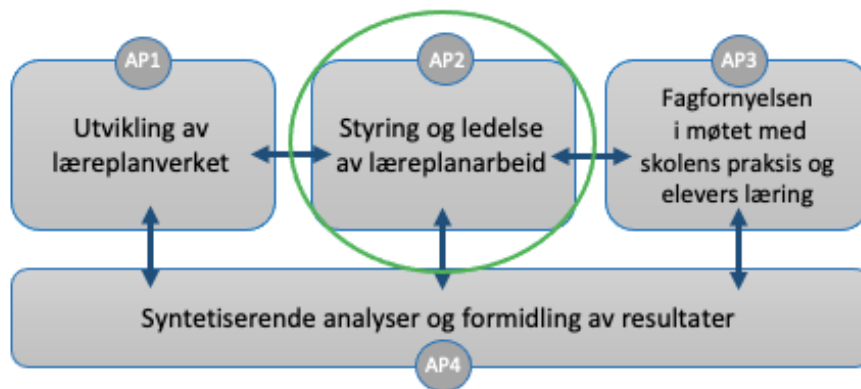 AP1
Utvikling av
læreplanverket
AP2
Styring og ledelse
av læreplanarbeid
AP3
Fagfornyelsen
i møtet med
skolens praksis og
elevers læring
Syntetiserende analyser og formidling av resultater
AP4